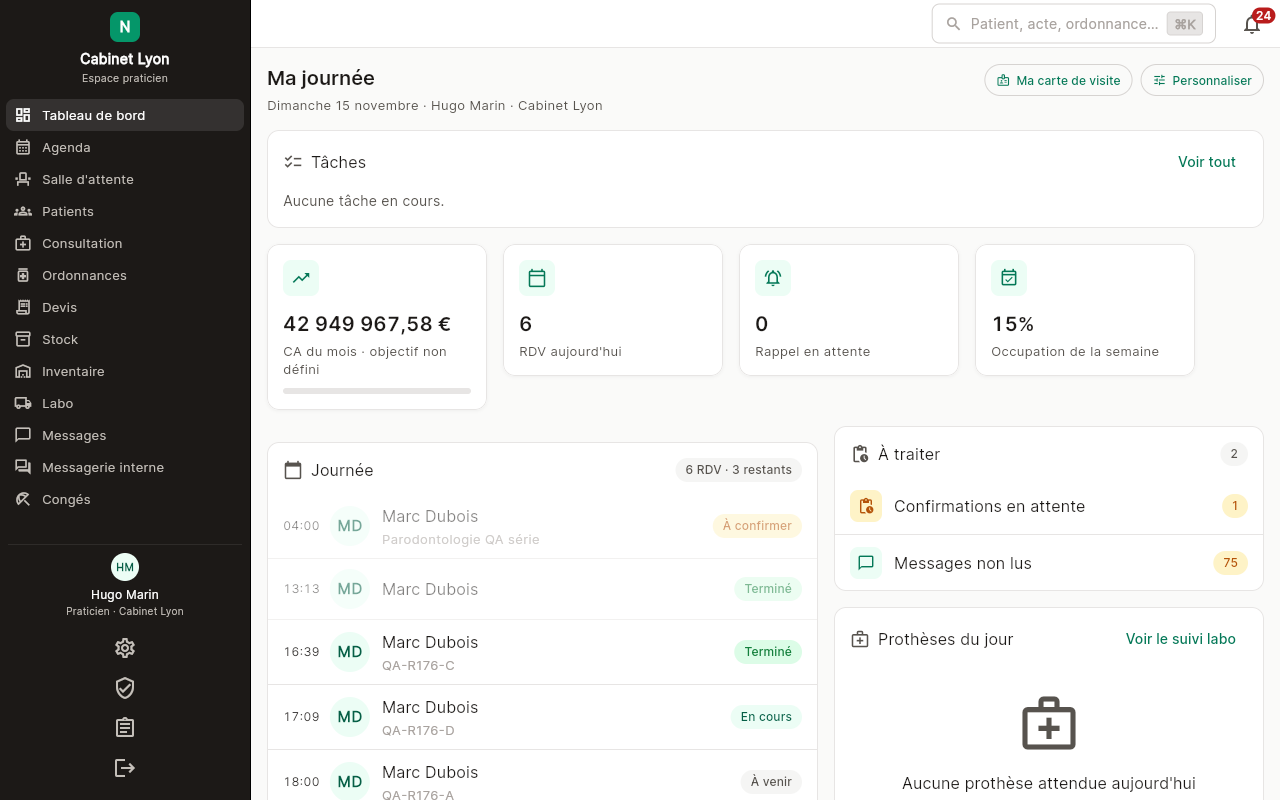 N
Cabinet Lyon
Espace praticien
Tableau de bord
Agenda
Salle d'attente
Patients
Consultation
Ordonnances
Devis
Stock
Inventaire
Labo
Messages
Messagerie interne
Congés
HM
Hugo Marin
Praticien · Cabinet Lyon
Patient, acte, ordonnance... ⌘K
24
Ma journée
Dimanche 15 novembre · Hugo Marin · Cabinet Lyon
Ma carte de visite
Personnaliser
Tâches
Voir tout
Aucune tâche en cours.
42 949 967,58 €
CA du mois · objectif non
défini
6
RDV aujourd'hui
0
Rappel en attente
15%
Occupation de la semaine
Journée
6 RDV · 3 restants
04:00 MD Marc Dubois À confirmer
Parodontologie QA série
13:13 MD Marc Dubois Terminé
16:39 MD Marc Dubois Terminé
QA-R176-C
17:09 MD Marc Dubois En cours
QA-R176-D
18:00 MD Marc Dubois À venir
QA-R176-A
À traiter 2
Confirmations en attente 1
Messages non lus 75
Prothèses du jour
Voir le suivi labo
Aucune prothèse attendue aujourd'hui